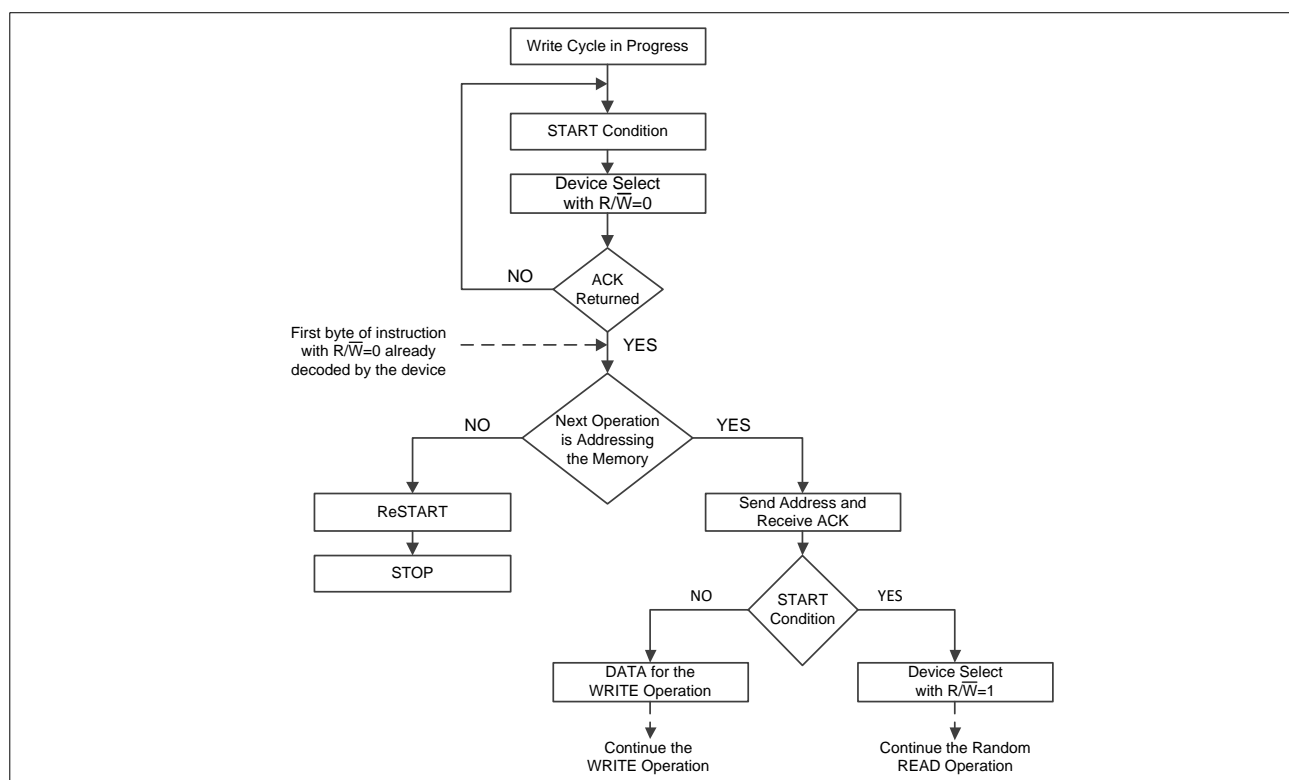 Write Cycle in Progress
START Condition
Device Select
with R/W̅=0
NO
ACK
Returned
First byte of instruction
with R/W̅=0 already
decoded by the device
YES
NO
Next Operation
is Addressing
the Memory
YES
ReSTART
STOP
Send Address and
Receive ACK
NO
START
Condition
YES
DATA for the
WRITE Operation
Device Select
with R/W̅=1
Continue the
WRITE Operation
Continue the Random
READ Operation